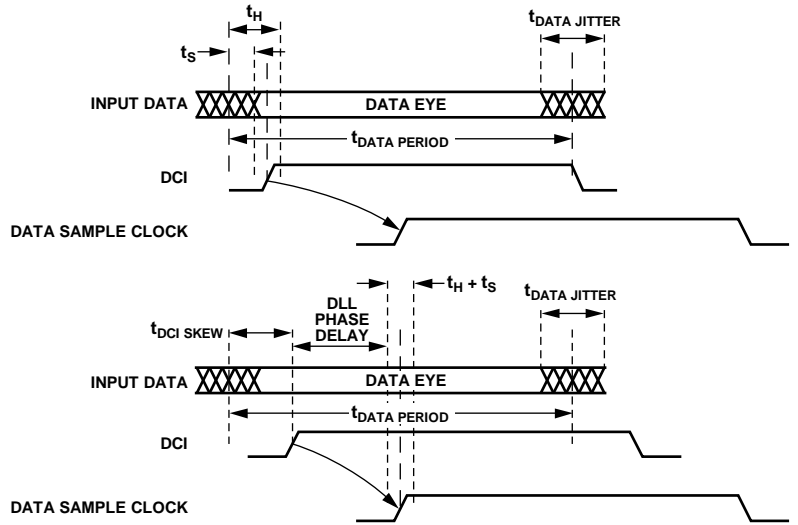 tH
tDATA JITTER
tS
INPUT DATA
DATA EYE
tDATA PERIOD
DCI
DATA SAMPLE CLOCK
tH + tS
tDATA JITTER
DLL
PHASE
DELAY
tDCI SKEW
INPUT DATA
DATA EYE
tDATA PERIOD
DCI
DATA SAMPLE CLOCK